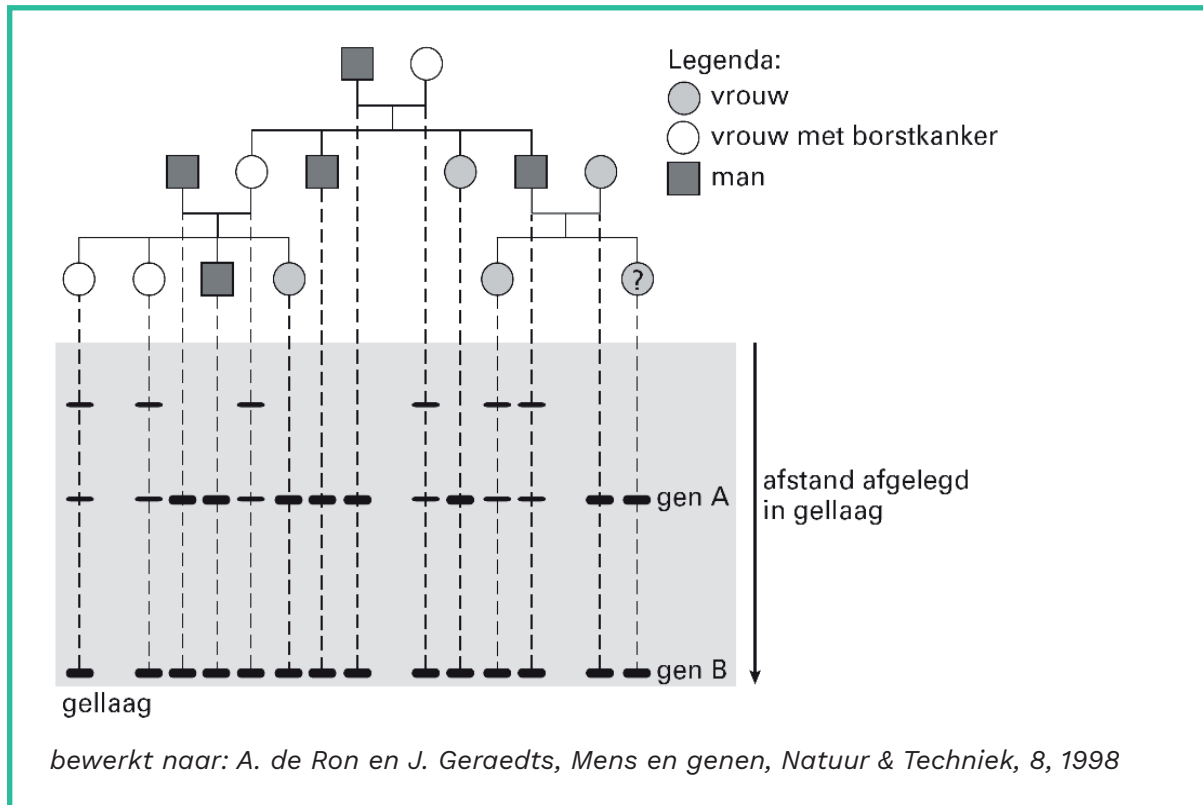 Legenda:
vrouw
vrouw met borstkanker
man
?
gen A
afstand afgelegd
in gellaag
gen B
gellaag
bewerkt naar: A. de Ron en J. Geraedts, Mens en genen, Natuur & Techniek, 8, 1998